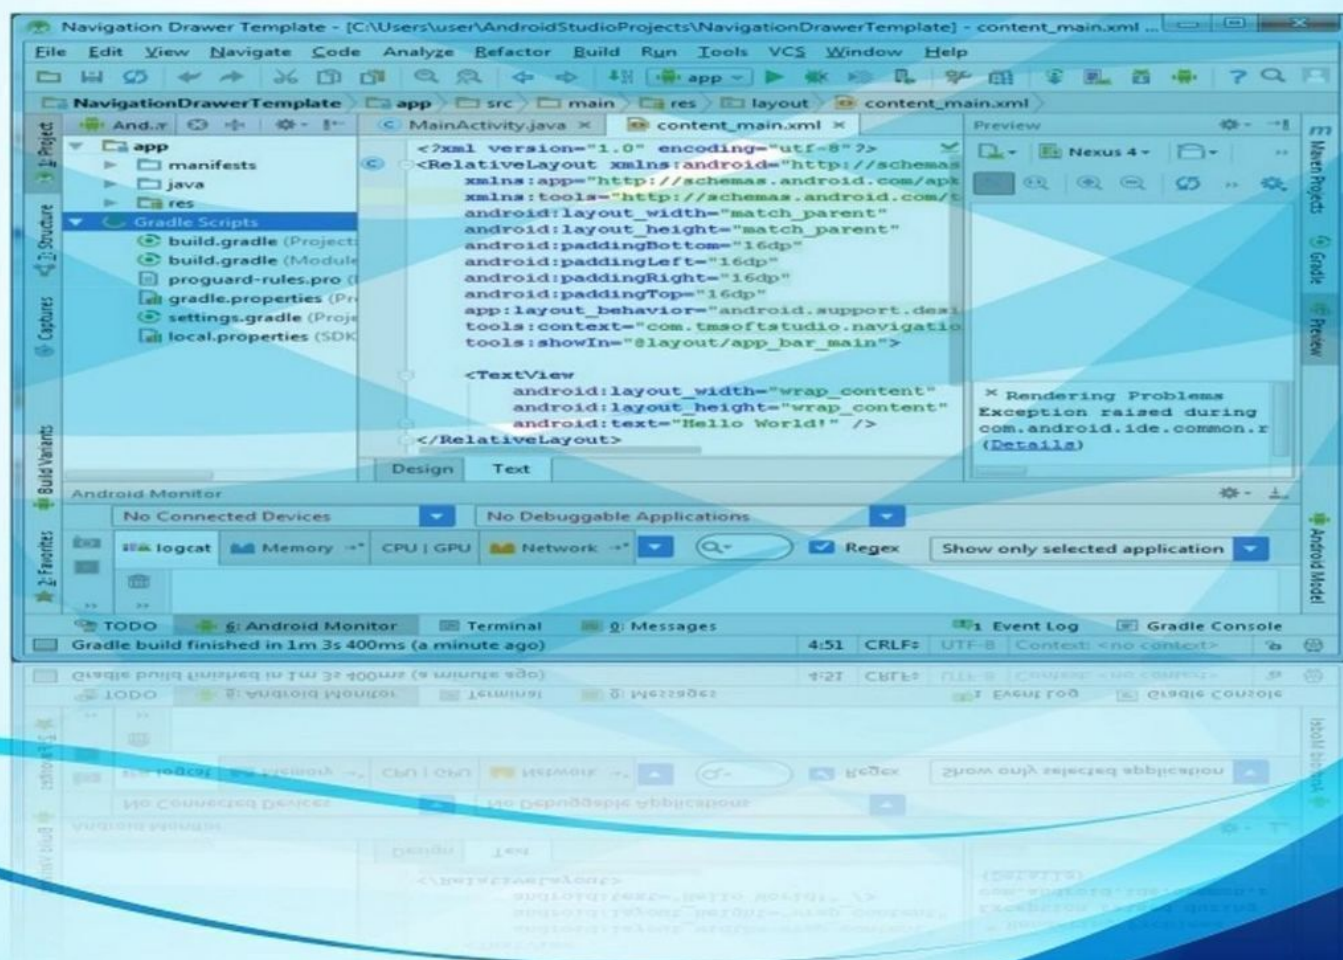 Navigation Drawer Template - [C:\Users\user\AndroidStudioProjects\NavigationDrawerTemplate] - content_main.xml ...
File Edit View Navigate Code Analyze Refactor Build Run Tools VCS Window Help
app
NavigationDrawerTemplate app src main res layout content_main.xml
1: Project
7: Structure
Captures
Build Variants
2: Favorites
And..
app
manifests
java
res
Gradle Scripts
build.gradle (Project:
build.gradle (Module
proguard-rules.pro (
gradle.properties (Pr
settings.gradle (Proje
local.properties (SDK
MainActivity.java × content_main.xml ×
<?xml version="1.0" encoding="utf-8"?>
<RelativeLayout xmlns:android="http://schemas
xmlns:app="http://schemas.android.com/apk
xmlns:tools="http://schemas.android.com/t
android:layout_width="match_parent"
android:layout_height="match_parent"
android:paddingBottom="16dp"
android:paddingLeft="16dp"
android:paddingRight="16dp"
android:paddingTop="16dp"
app:layout_behavior="android.support.desi
tools:context="com.tmsoftstudio.navigatio
tools:showIn="@layout/app_bar_main">
<TextView
android:layout_width="wrap_content"
android:layout_height="wrap_content"
android:text="Hello World!" />
</RelativeLayout>
Design Text
Preview
Nexus 4
× Rendering Problems
Exception raised during
com.android.ide.common.r
(Details)
Maven Projects
Gradle
Preview
Android Model
Android Monitor
No Connected Devices No Debuggable Applications
logcat Memory CPU | GPU Network Regex Show only selected application
TODO 6: Android Monitor Terminal 0: Messages 1 Event Log Gradle Console
Gradle build finished in 1m 3s 400ms (a minute ago) 4:51 CRLF UTF-8 Context: <no context>